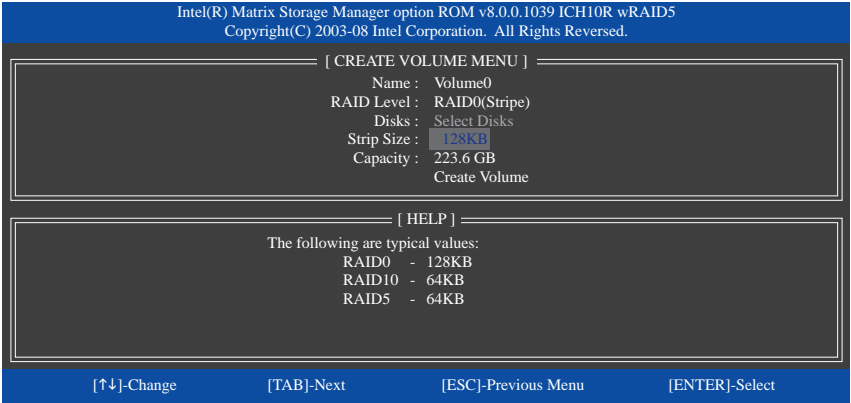 Intel(R) Matrix Storage Manager option ROM v8.0.0.1039 ICH10R wRAID5
Copyright(C) 2003-08 Intel Corporation. All Rights Reversed.
[ CREATE VOLUME MENU ]
Name : Volume0
RAID Level : RAID0(Stripe)
Disks : Select Disks
Strip Size : 128KB
Capacity : 223.6 GB
Create Volume
[ HELP ]
The following are typical values:
RAID0 - 128KB
RAID10 - 64KB
RAID5 - 64KB
[↑↓]-Change [TAB]-Next [ESC]-Previous Menu [ENTER]-Select